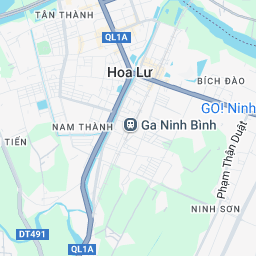 TÂN THÀNH
QL1A
Hoa Lư
BÍCH ĐÀO
GO! Ninh
NAM THÀNH
Ga Ninh Bình
TIẾN
Phạm Thận Duật
NINH SƠN
DT491
QL1A